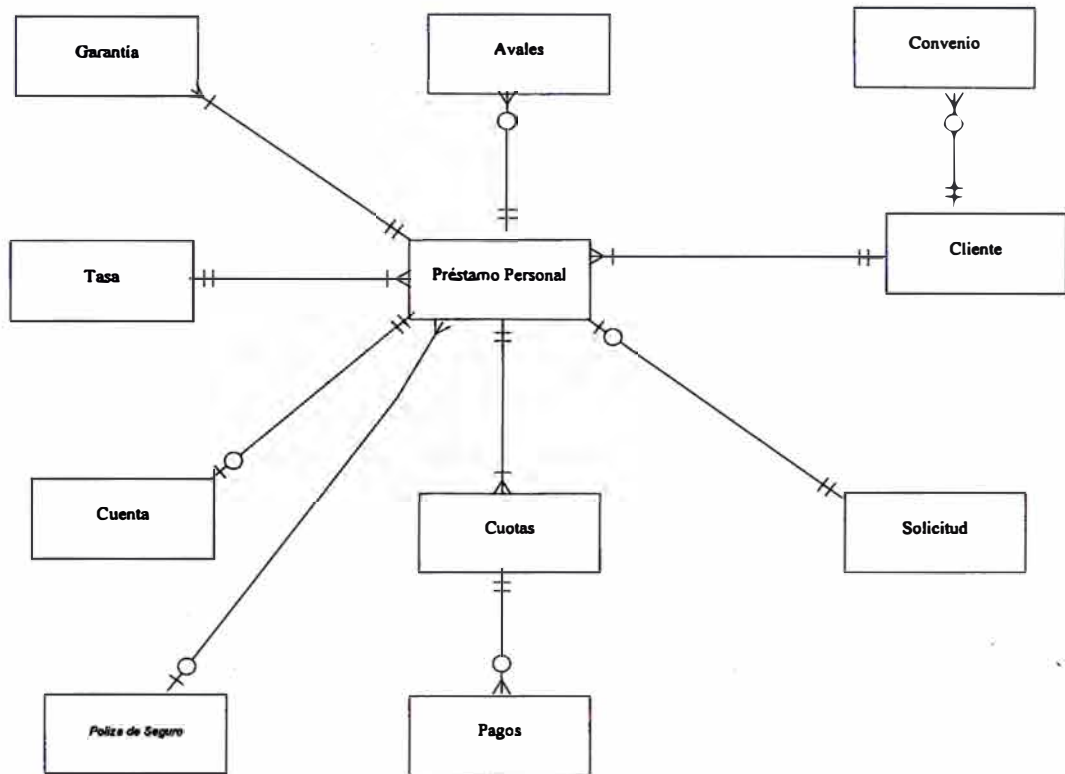 Garantía
Avales
Convenio
Tasa
Préstamo Personal
Cliente
Cuenta
Cuotas
Solicitud
Poliza de Seguro
Pagos